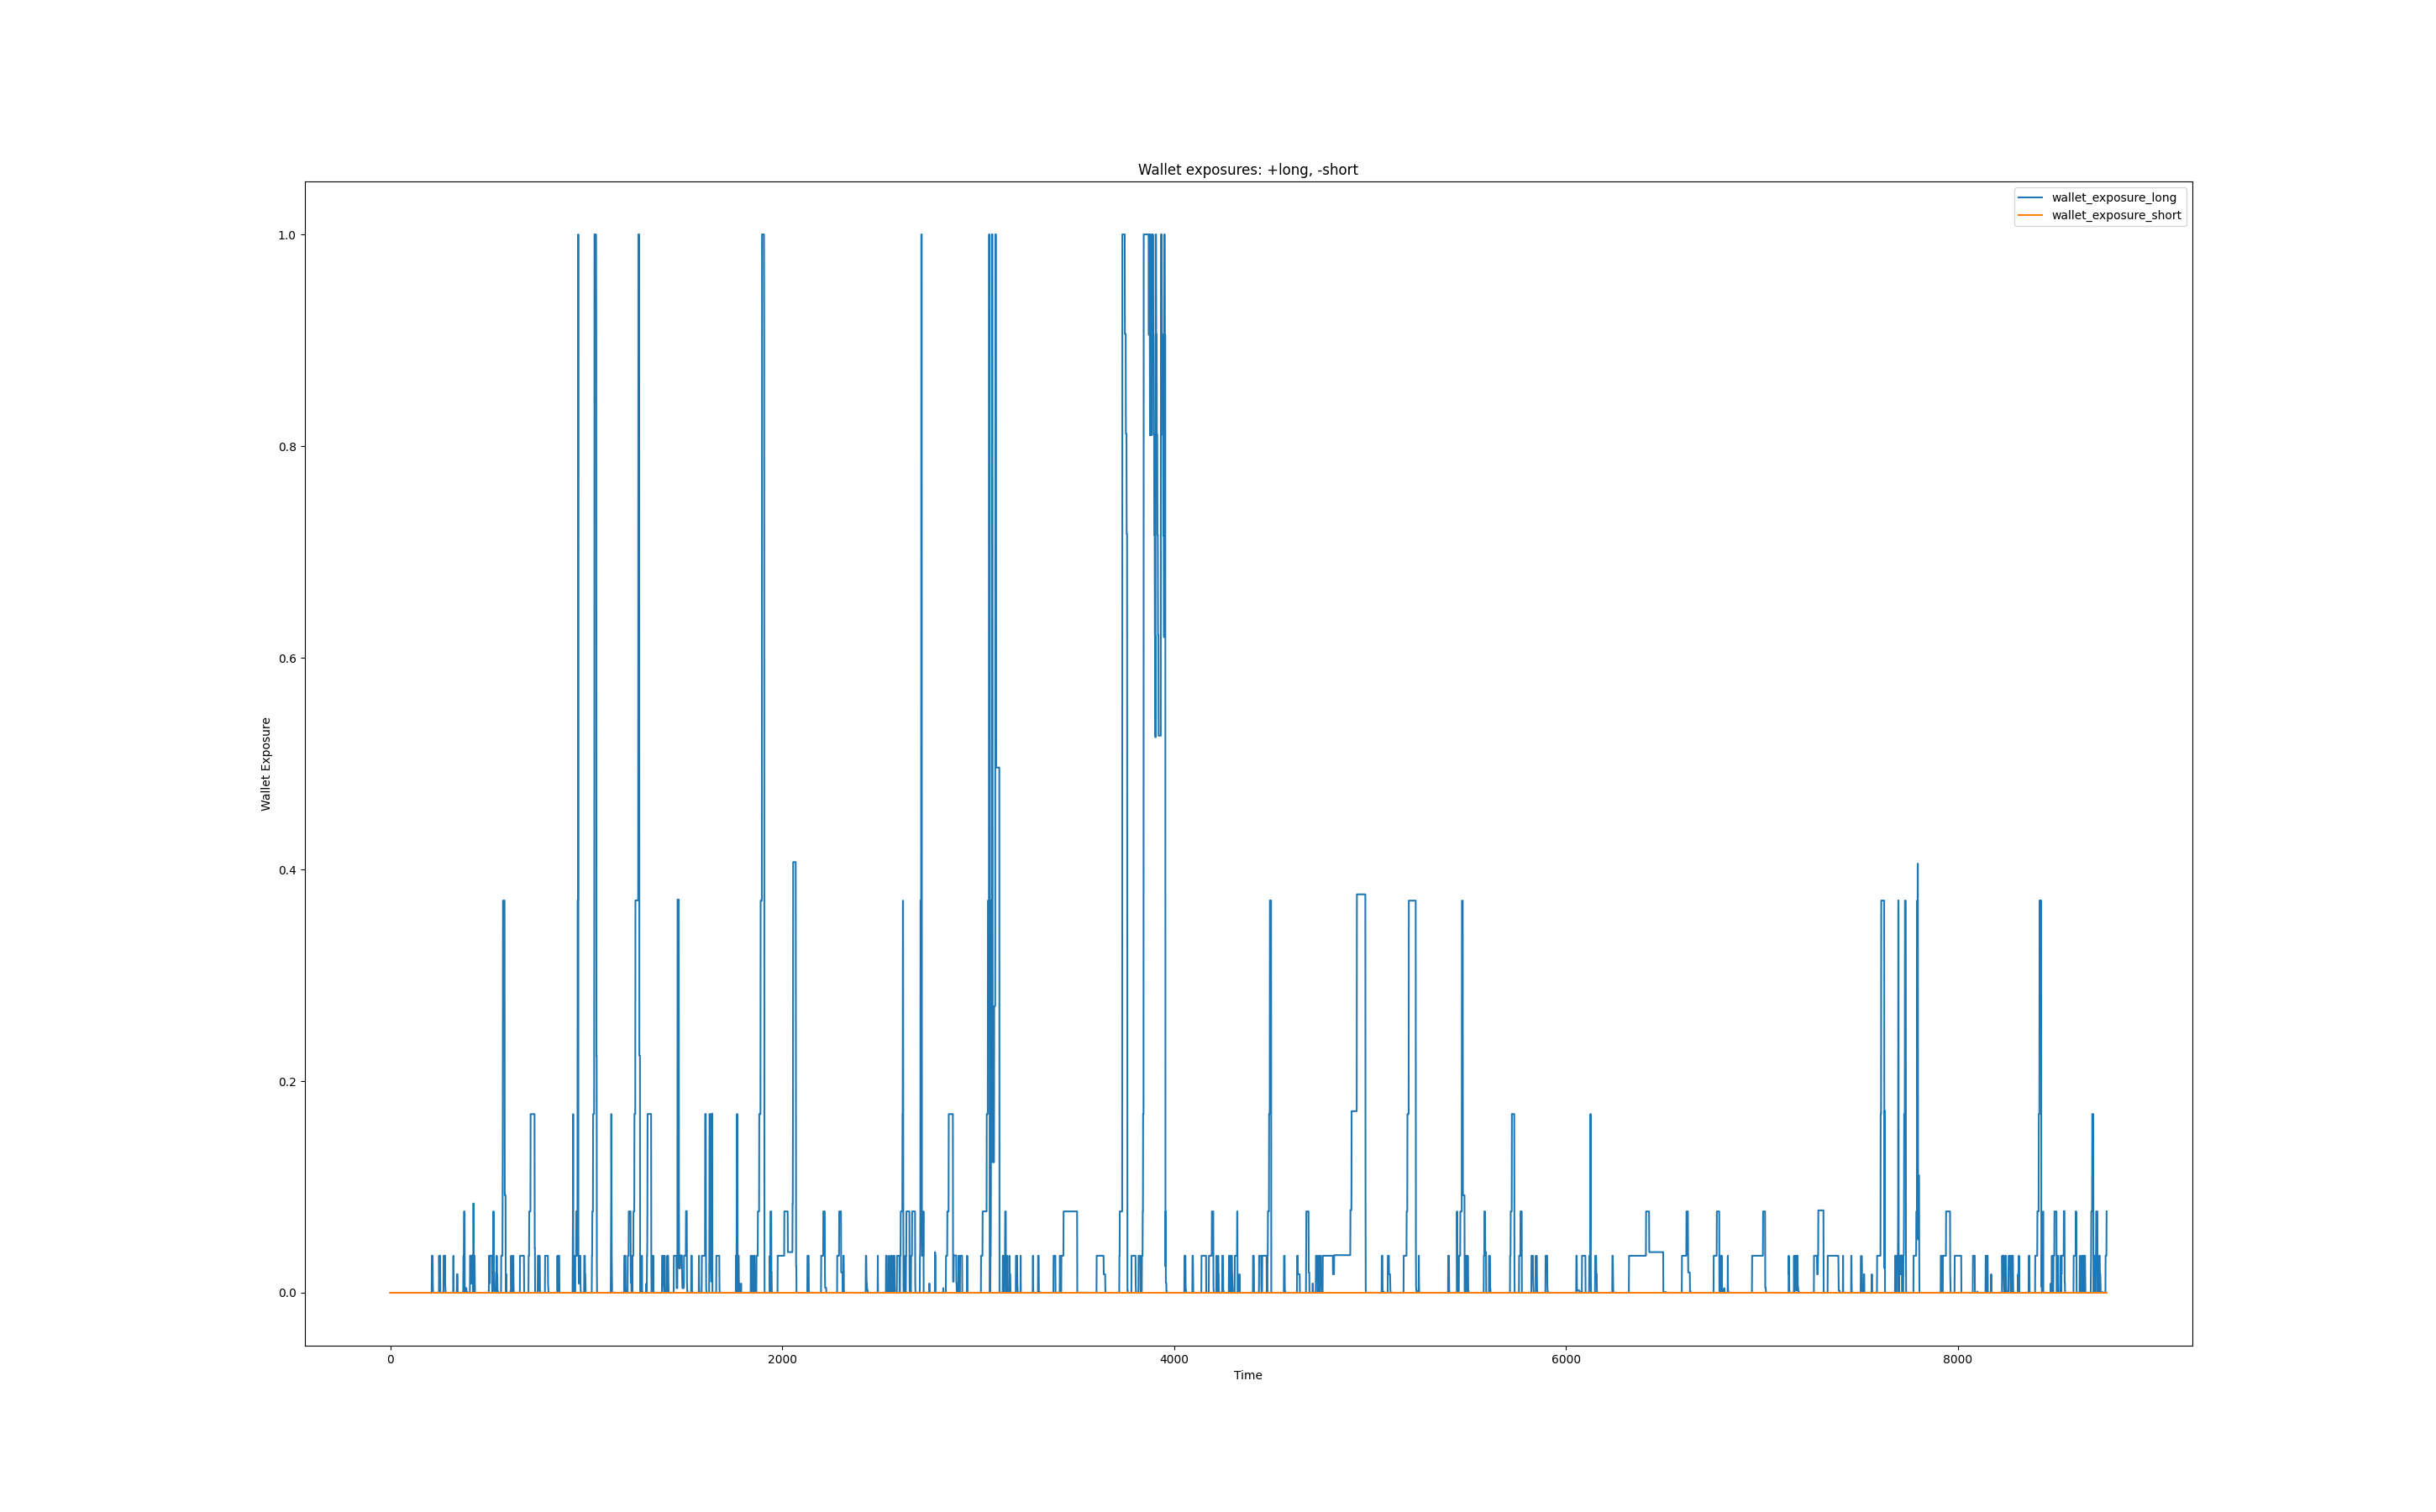 Wallet exposures: +long, -short
wallet_exposure_long
wallet_exposure_short
1.0
0.8
0.6
0.4
0.2
0.0
Wallet Exposure
0 2000 4000 6000 8000
Time